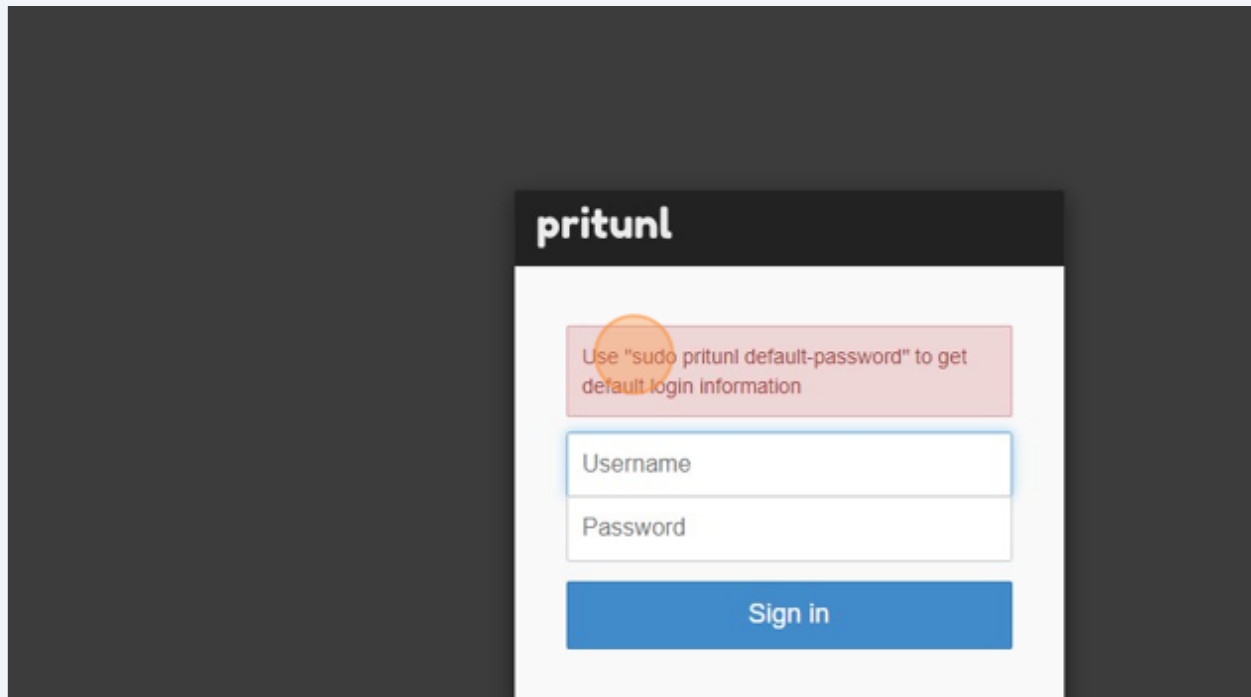 pritunl
Use "sudo pritunl default-password" to get
default login information
Username
Password
Sign in